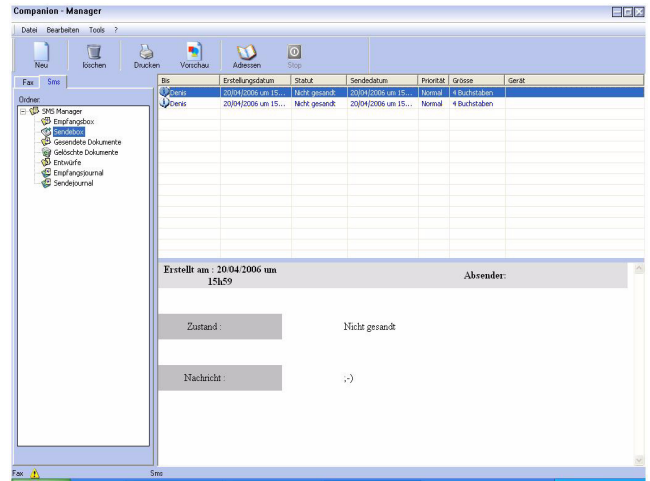 Companion - Manager
Datei Bearbeiten Tools ?
Neu löschen Drucken Vorschau Adressen Stop
Fax Sms
Ordner:
SMS Manager
Empfangsbox
Sendebox
Gesendete Dokumente
Gelöschte Dokumente
Entwürfe
Empfangsjournal
Sendejournal
Bis Erstellungsdatum Statut Sendedatum Priorität Grösse Gerät
Denis 20/04/2006 um 15... Nicht gesandt 20/04/2006 um 15... Normal 4 Buchstaben
Denis 20/04/2006 um 15... Nicht gesandt 20/04/2006 um 15... Normal 4 Buchstaben
Erstellt am : 20/04/2006 um
15h59
Absender:
Zustand : Nicht gesandt
Nachricht : ;-)
Fax Sms